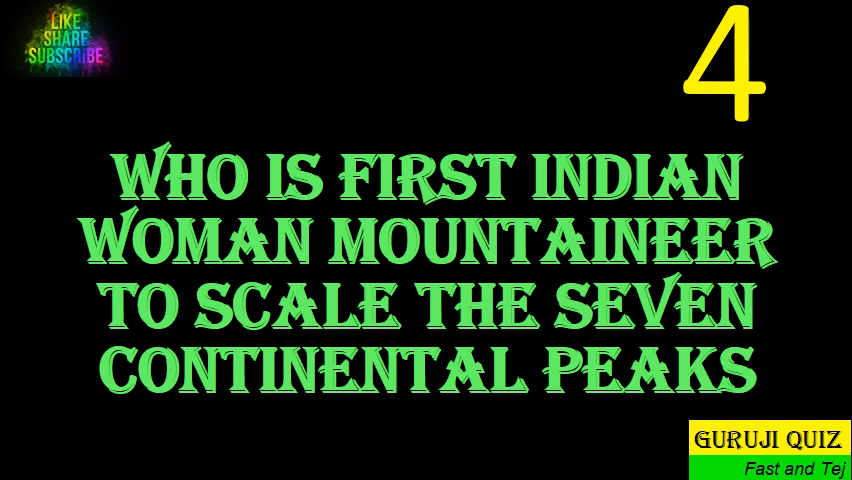 LIKE
SHARE
SUBSCRIBE
4
WHO IS FIRST INDIAN
WOMAN MOUNTAINEER
TO SCALE THE SEVEN
CONTINENTAL PEAKS
GURUJI QUIZ
Fast and Tej